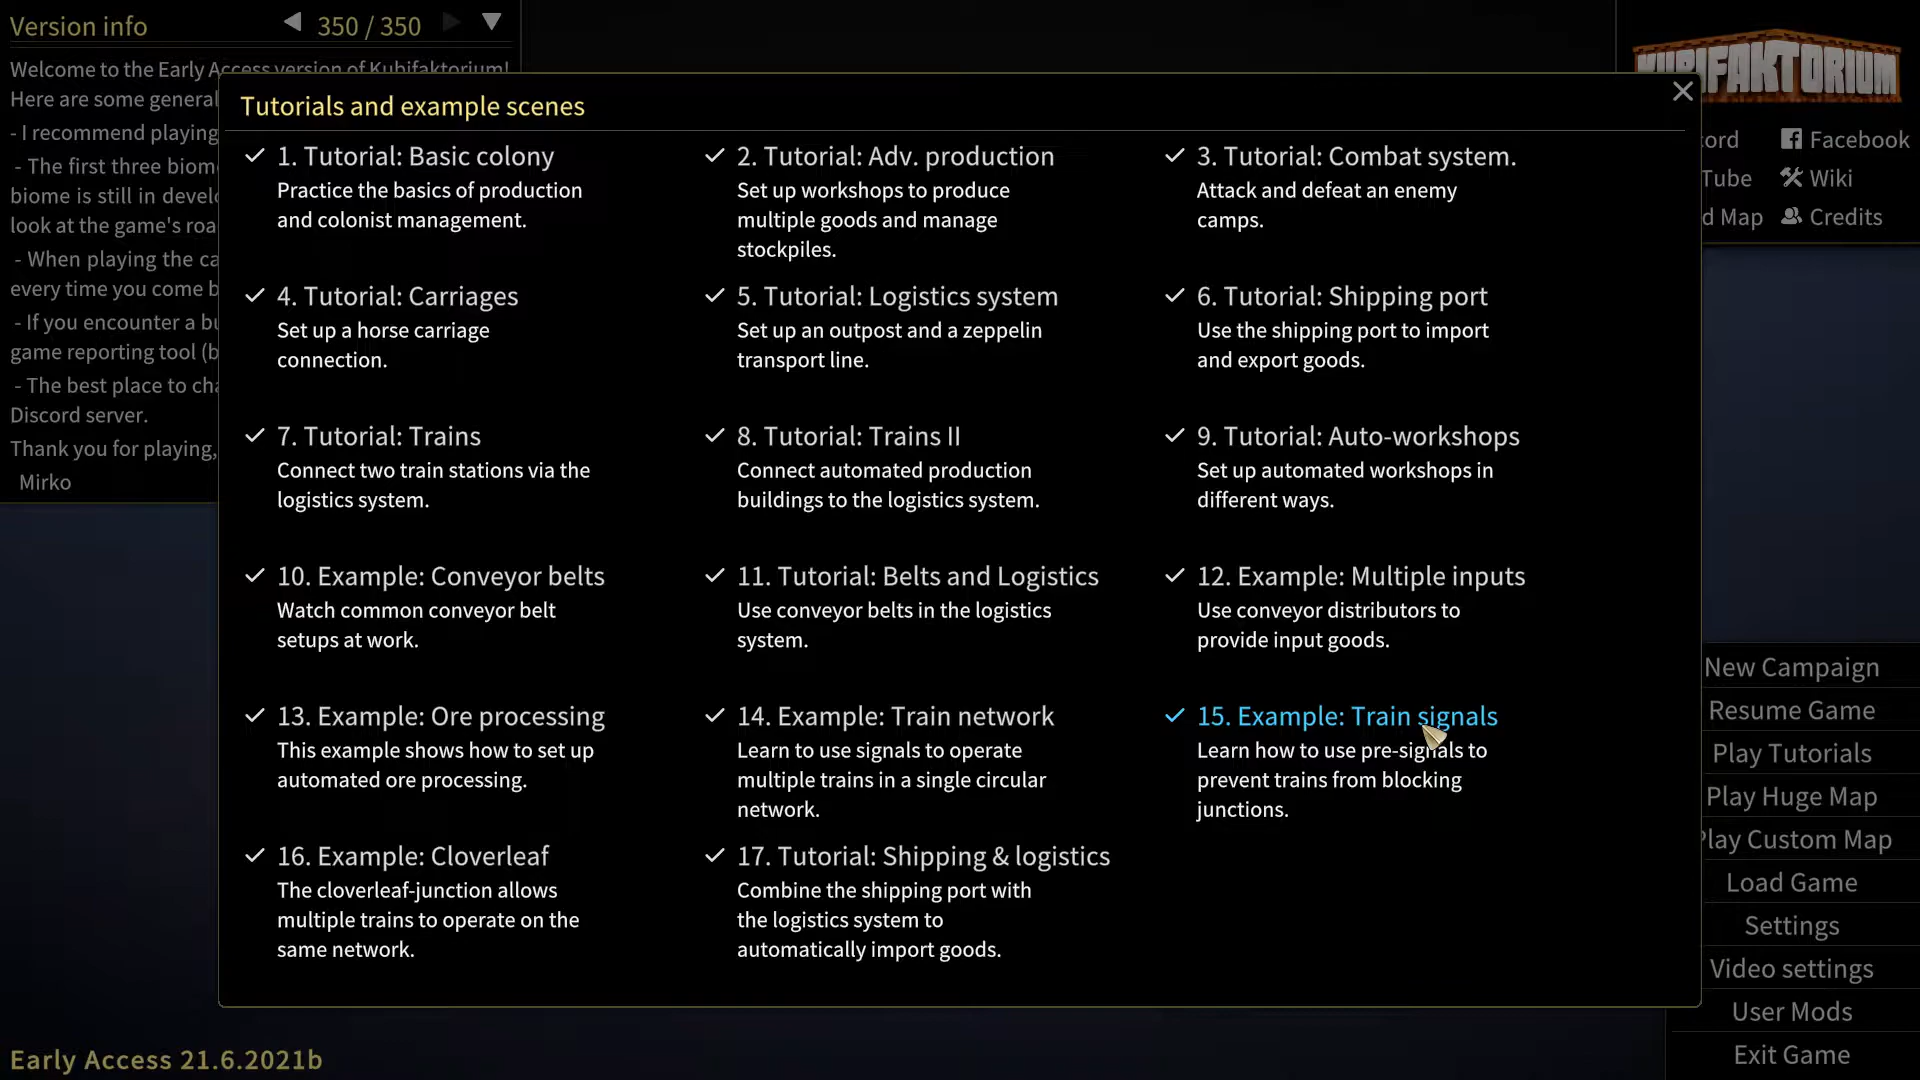 Version info
350 / 350
Welcome to the Early Access version of Kubifaktorium!
Here are some general
- I recommend playing
- The first three biom
biome is still in develo
look at the game's roa
- When playing the ca
every time you come b
- If you encounter a bu
game reporting tool (b
- The best place to cha
Discord server.
Thank you for playing,
Mirko
Tutorials and example scenes
1. Tutorial: Basic colony
Practice the basics of production
and colonist management.
2. Tutorial: Adv. production
Set up workshops to produce
multiple goods and manage
stockpiles.
3. Tutorial: Combat system.
Attack and defeat an enemy
camps.
4. Tutorial: Carriages
Set up a horse carriage
connection.
5. Tutorial: Logistics system
Set up an outpost and a zeppelin
transport line.
6. Tutorial: Shipping port
Use the shipping port to import
and export goods.
7. Tutorial: Trains
Connect two train stations via the
logistics system.
8. Tutorial: Trains II
Connect automated production
buildings to the logistics system.
9. Tutorial: Auto-workshops
Set up automated workshops in
different ways.
10. Example: Conveyor belts
Watch common conveyor belt
setups at work.
11. Tutorial: Belts and Logistics
Use conveyor belts in the logistics
system.
12. Example: Multiple inputs
Use conveyor distributors to
provide input goods.
13. Example: Ore processing
This example shows how to set up
automated ore processing.
14. Example: Train network
Learn to use signals to operate
multiple trains in a single circular
network.
15. Example: Train signals
Learn how to use pre-signals to
prevent trains from blocking
junctions.
16. Example: Cloverleaf
The cloverleaf-junction allows
multiple trains to operate on the
same network.
17. Tutorial: Shipping & logistics
Combine the shipping port with
the logistics system to
automatically import goods.
KUBIFAKTORIUM
ord
Facebook
Tube
Wiki
d Map
Credits
New Campaign
Resume Game
Play Tutorials
Play Huge Map
Play Custom Map
Load Game
Settings
Video settings
User Mods
Exit Game
Early Access 21.6.2021b